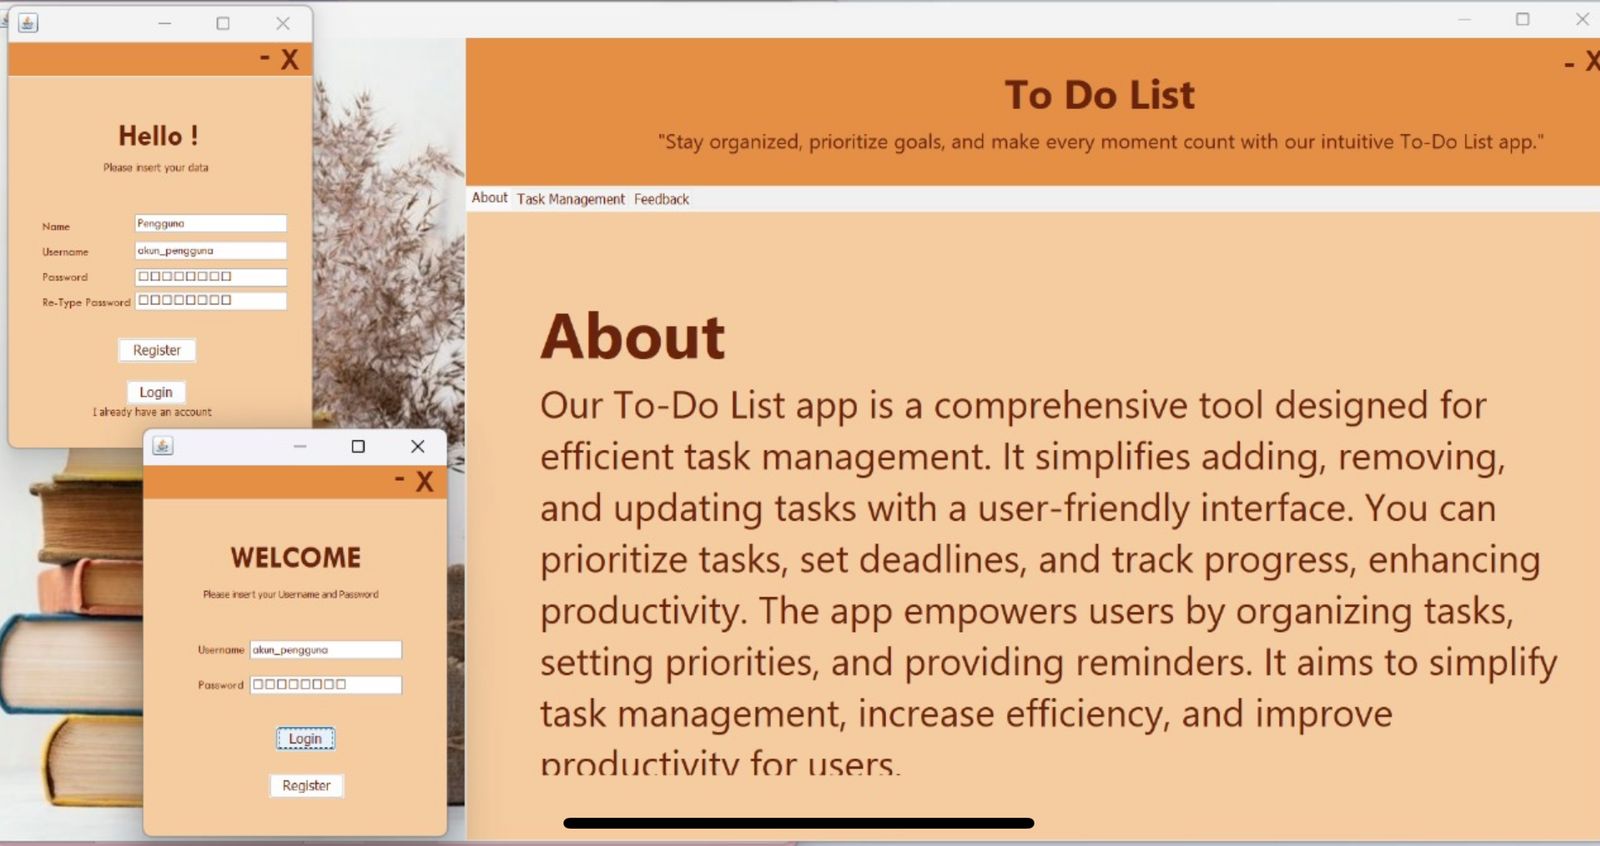 - X
Hello !
Please insert your data
Name Pengguna
Username akun_pengguna
Password
Re-Type Password
Register
Login
I already have an account
- X
WELCOME
Please insert your Username and Password
Username akun_pengguna
Password
Login
Register
- X
To Do List
"Stay organized, prioritize goals, and make every moment count with our intuitive To-Do List app."
About Task Management Feedback
About
Our To-Do List app is a comprehensive tool designed for
efficient task management. It simplifies adding, removing,
and updating tasks with a user-friendly interface. You can
prioritize tasks, set deadlines, and track progress, enhancing
productivity. The app empowers users by organizing tasks,
setting priorities, and providing reminders. It aims to simplify
task management, increase efficiency, and improve
productivity for users.